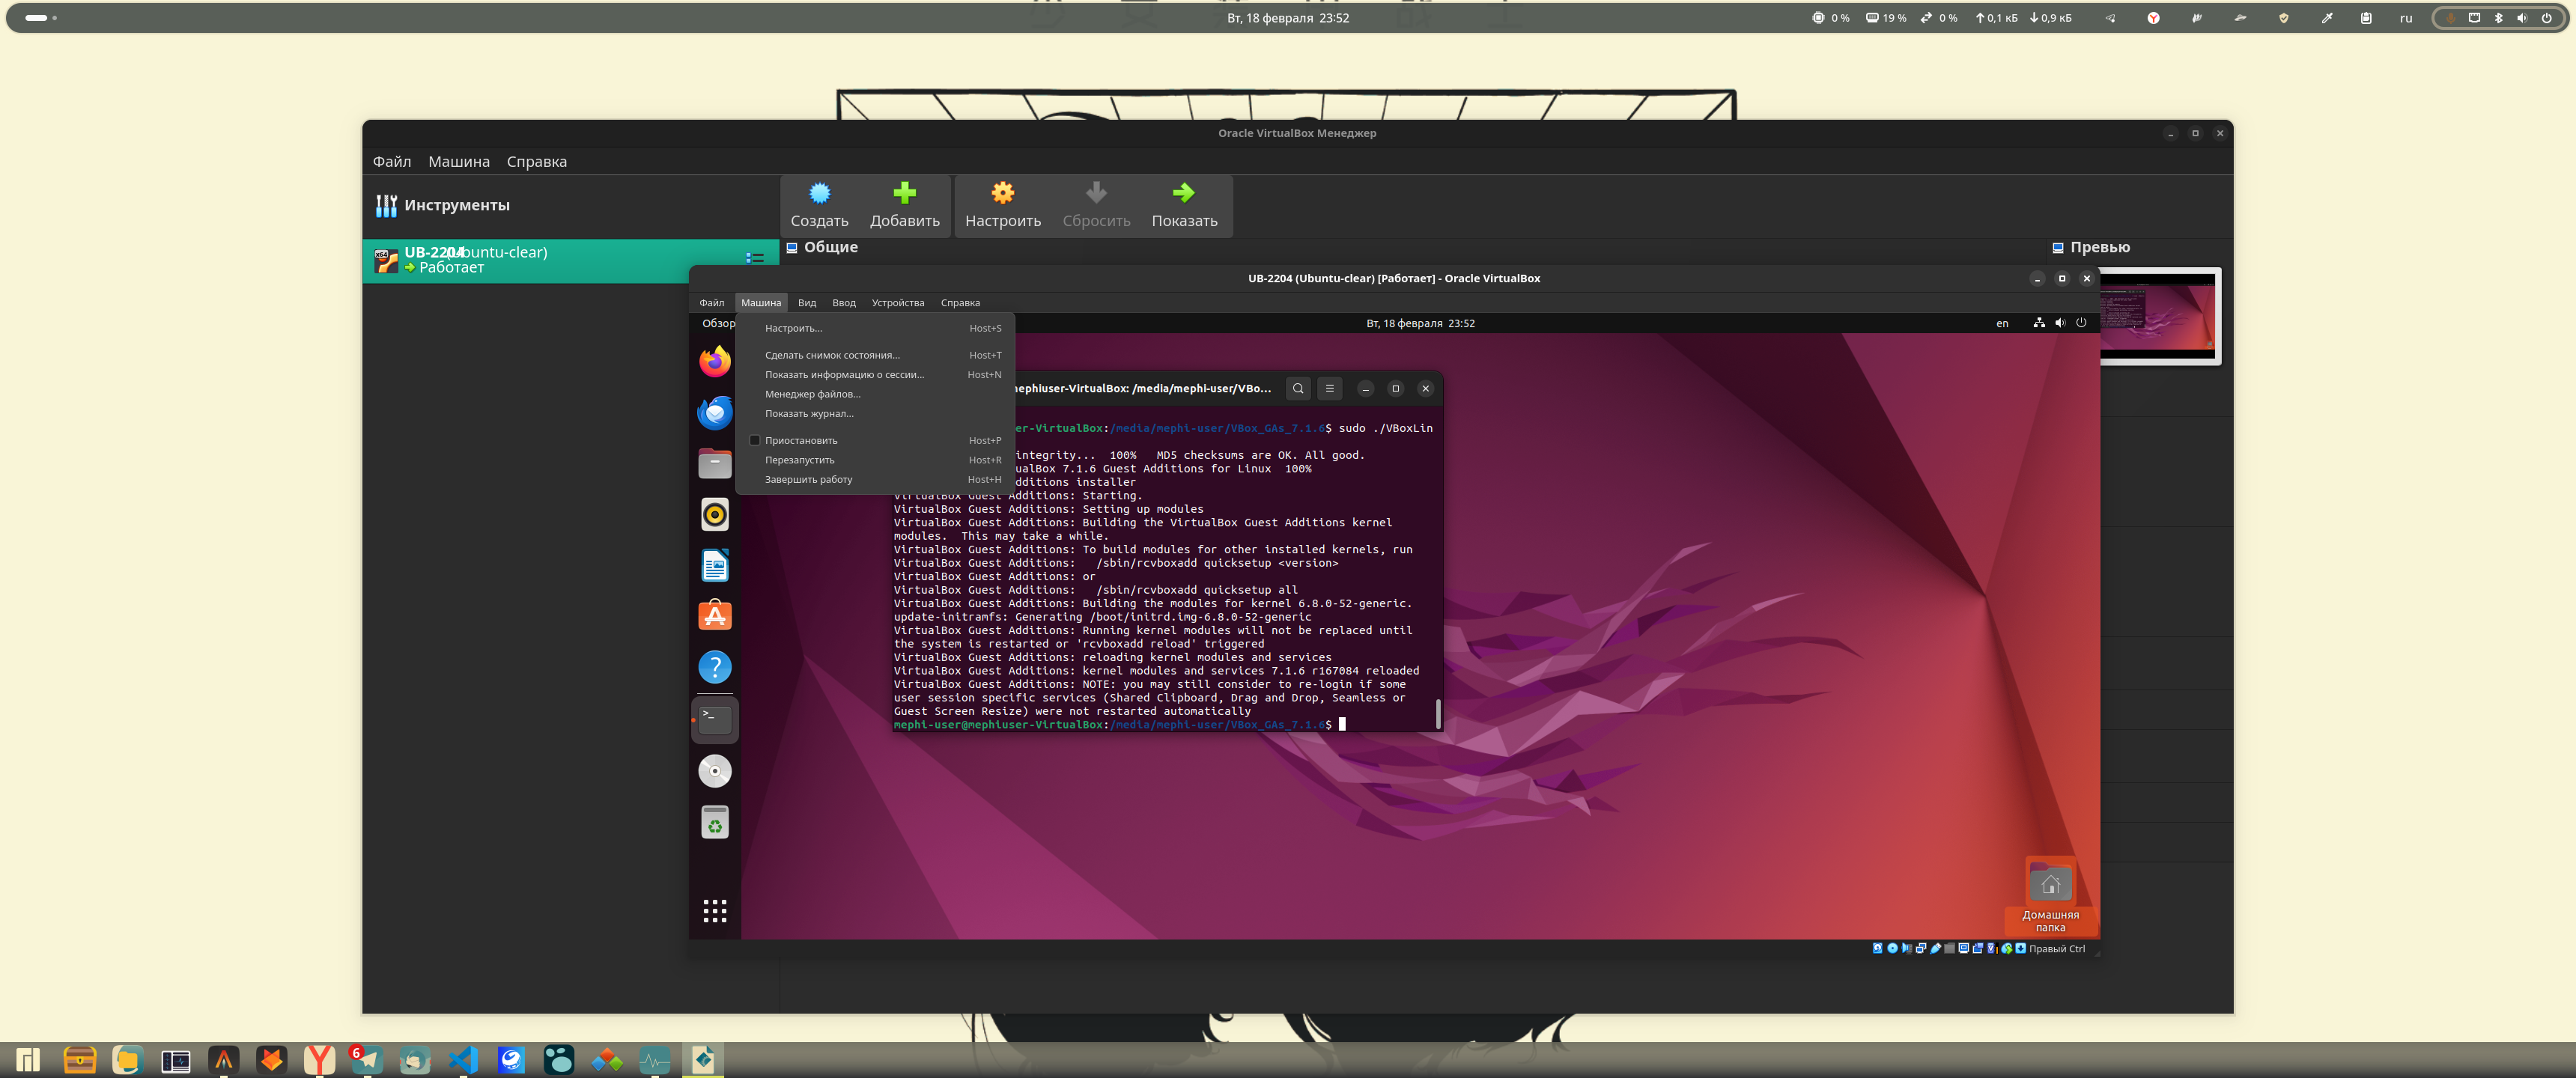 Вт, 18 февраля 23:52
0 %
19 %
0 %
0,1 кБ
0,9 кБ
ru
Oracle VirtualBox Менеджер
Файл Машина Справка
Инструменты
Создать Добавить Настроить Сбросить Показать
UB-2204 (Ubuntu-clear)
Работает
Общие
Превью
UB-2204 (Ubuntu-clear) [Работает] - Oracle VirtualBox
Файл Машина Вид Ввод Устройства Справка
Обзор
Вт, 18 февраля 23:52
en
Настроить... Host+S
Сделать снимок состояния... Host+T
Показать информацию о сессии... Host+N
Менеджер файлов...
Показать журнал...
Приостановить Host+P
Перезапустить Host+R
Завершить работу Host+H
mephiuser-VirtualBox: /media/mephi-user/VBo...
er-VirtualBox:/media/mephi-user/VBox_GAs_7.1.6$ sudo ./VBoxLin
integrity... 100% MD5 checksums are OK. All good.
ualBox 7.1.6 Guest Additions for Linux 100%
dditions installer
VirtualBox Guest Additions: Starting.
VirtualBox Guest Additions: Setting up modules
VirtualBox Guest Additions: Building the VirtualBox Guest Additions kernel
modules. This may take a while.
VirtualBox Guest Additions: To build modules for other installed kernels, run
VirtualBox Guest Additions: /sbin/rcvboxadd quicksetup <version>
VirtualBox Guest Additions: or
VirtualBox Guest Additions: /sbin/rcvboxadd quicksetup all
VirtualBox Guest Additions: Building the modules for kernel 6.8.0-52-generic.
update-initramfs: Generating /boot/initrd.img-6.8.0-52-generic
VirtualBox Guest Additions: Running kernel modules will not be replaced until
the system is restarted or 'rcvboxadd reload' triggered
VirtualBox Guest Additions: reloading kernel modules and services
VirtualBox Guest Additions: kernel modules and services 7.1.6 r167084 reloaded
VirtualBox Guest Additions: NOTE: you may still consider to re-login if some
user session specific services (Shared Clipboard, Drag and Drop, Seamless or
Guest Screen Resize) were not restarted automatically
mephi-user@mephiuser-VirtualBox:/media/mephi-user/VBox_GAs_7.1.6$
Домашняя
папка
Правый Ctrl
6